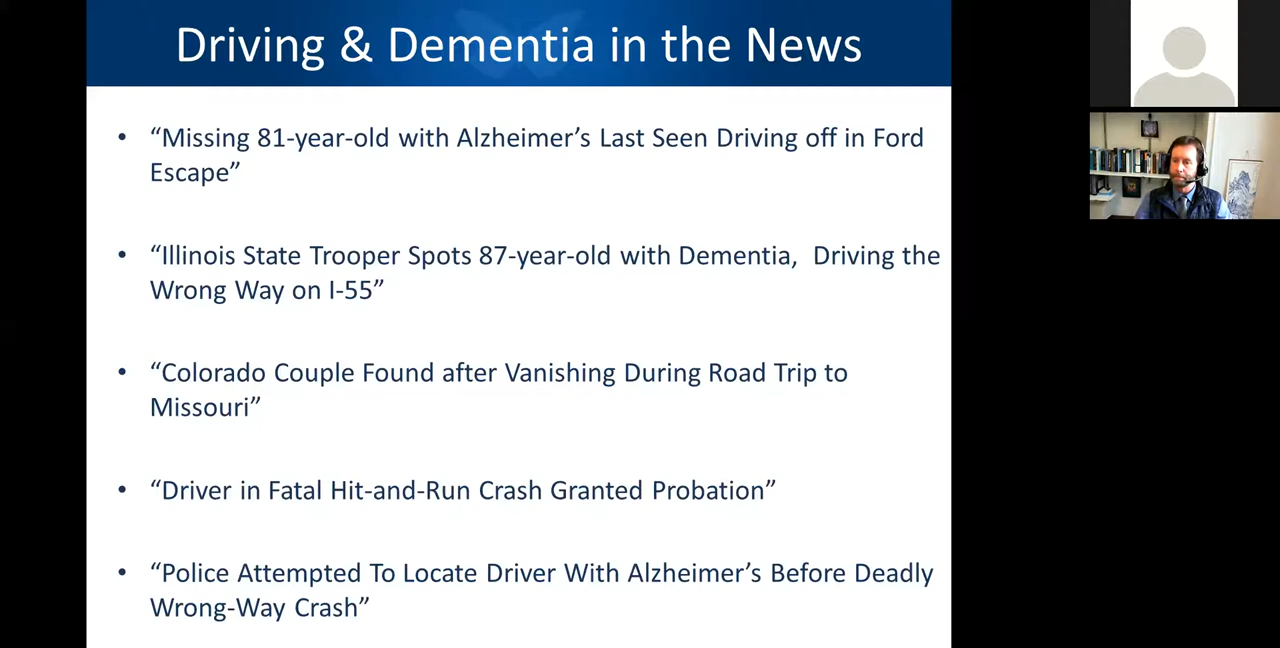 Driving & Dementia in the News
• “Missing 81-year-old with Alzheimer’s Last Seen Driving off in Ford
Escape”
• “Illinois State Trooper Spots 87-year-old with Dementia,  Driving the
Wrong Way on I-55”
• “Colorado Couple Found after Vanishing During Road Trip to
Missouri”
• “Driver in Fatal Hit-and-Run Crash Granted Probation”
• “Police Attempted To Locate Driver With Alzheimer’s Before Deadly
Wrong-Way Crash”